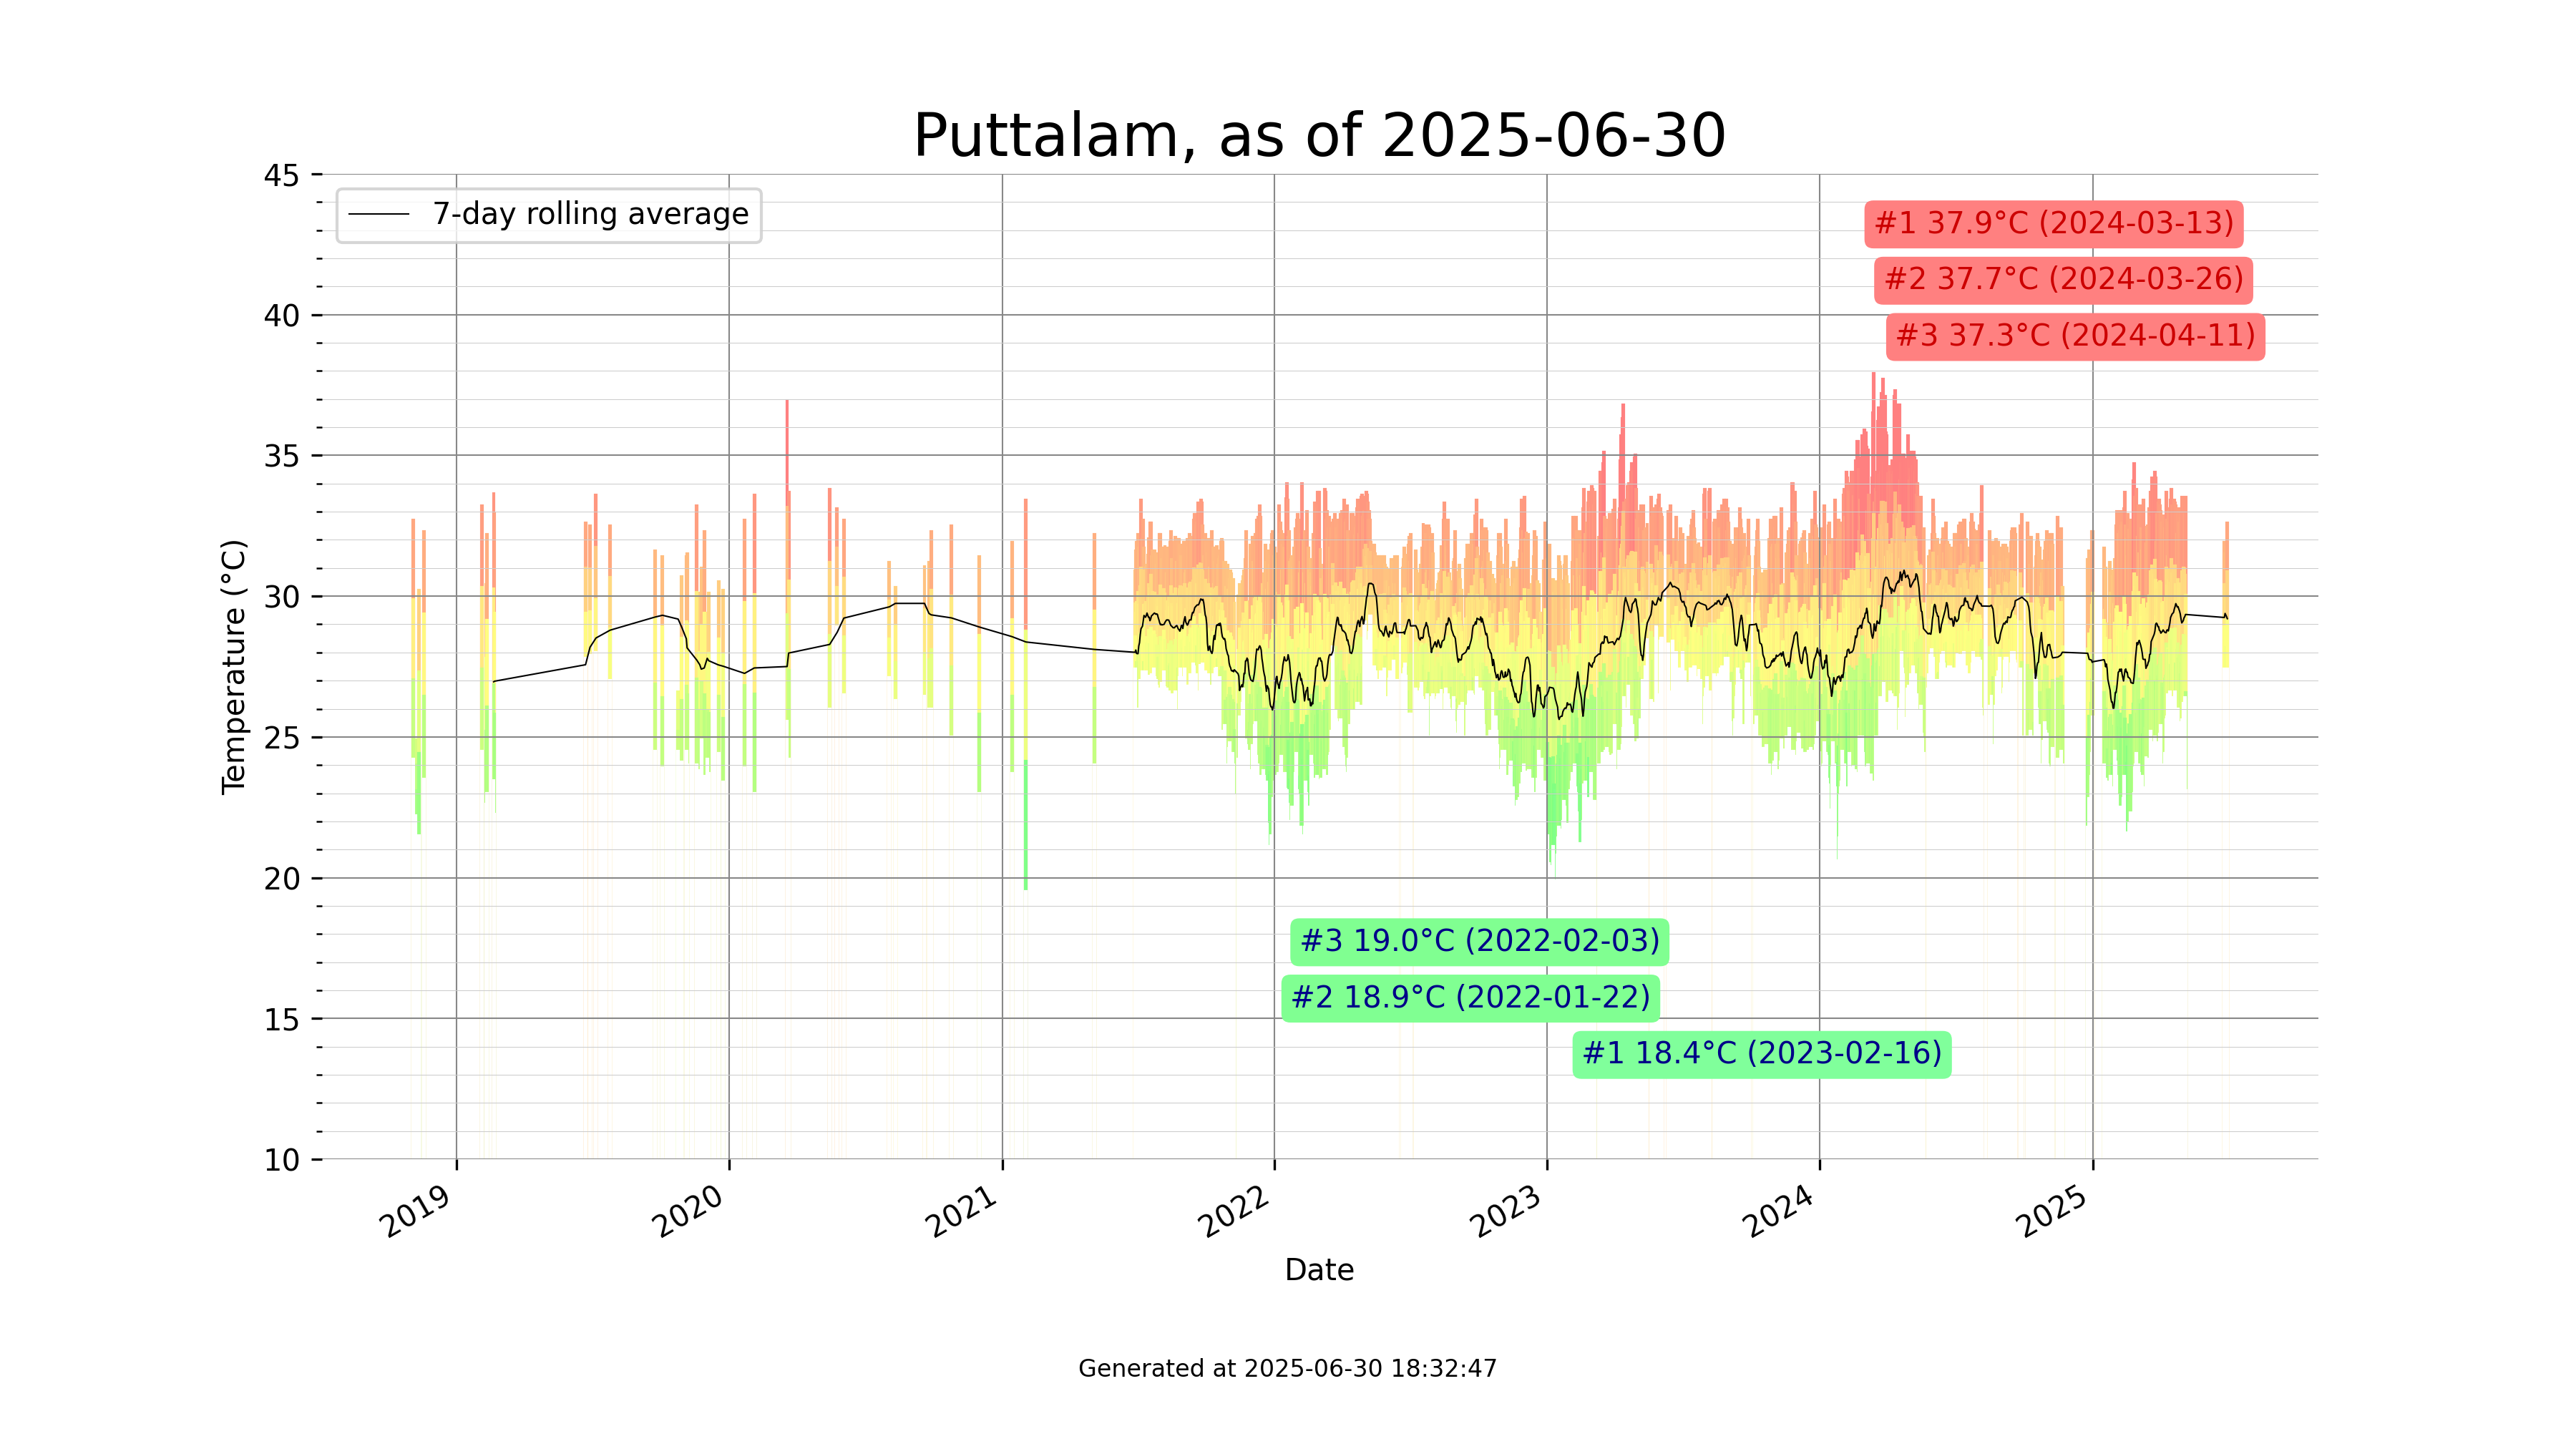 Puttalam, as of 2025-06-30
45
40
35
30
25
20
15
10
Temperature (°C)
7-day rolling average
#1 37.9°C (2024-03-13)
#2 37.7°C (2024-03-26)
#3 37.3°C (2024-04-11)
#3 19.0°C (2022-02-03)
#2 18.9°C (2022-01-22)
#1 18.4°C (2023-02-16)
2019
2020
2021
2022
2023
2024
2025
Date
Generated at 2025-06-30 18:32:47